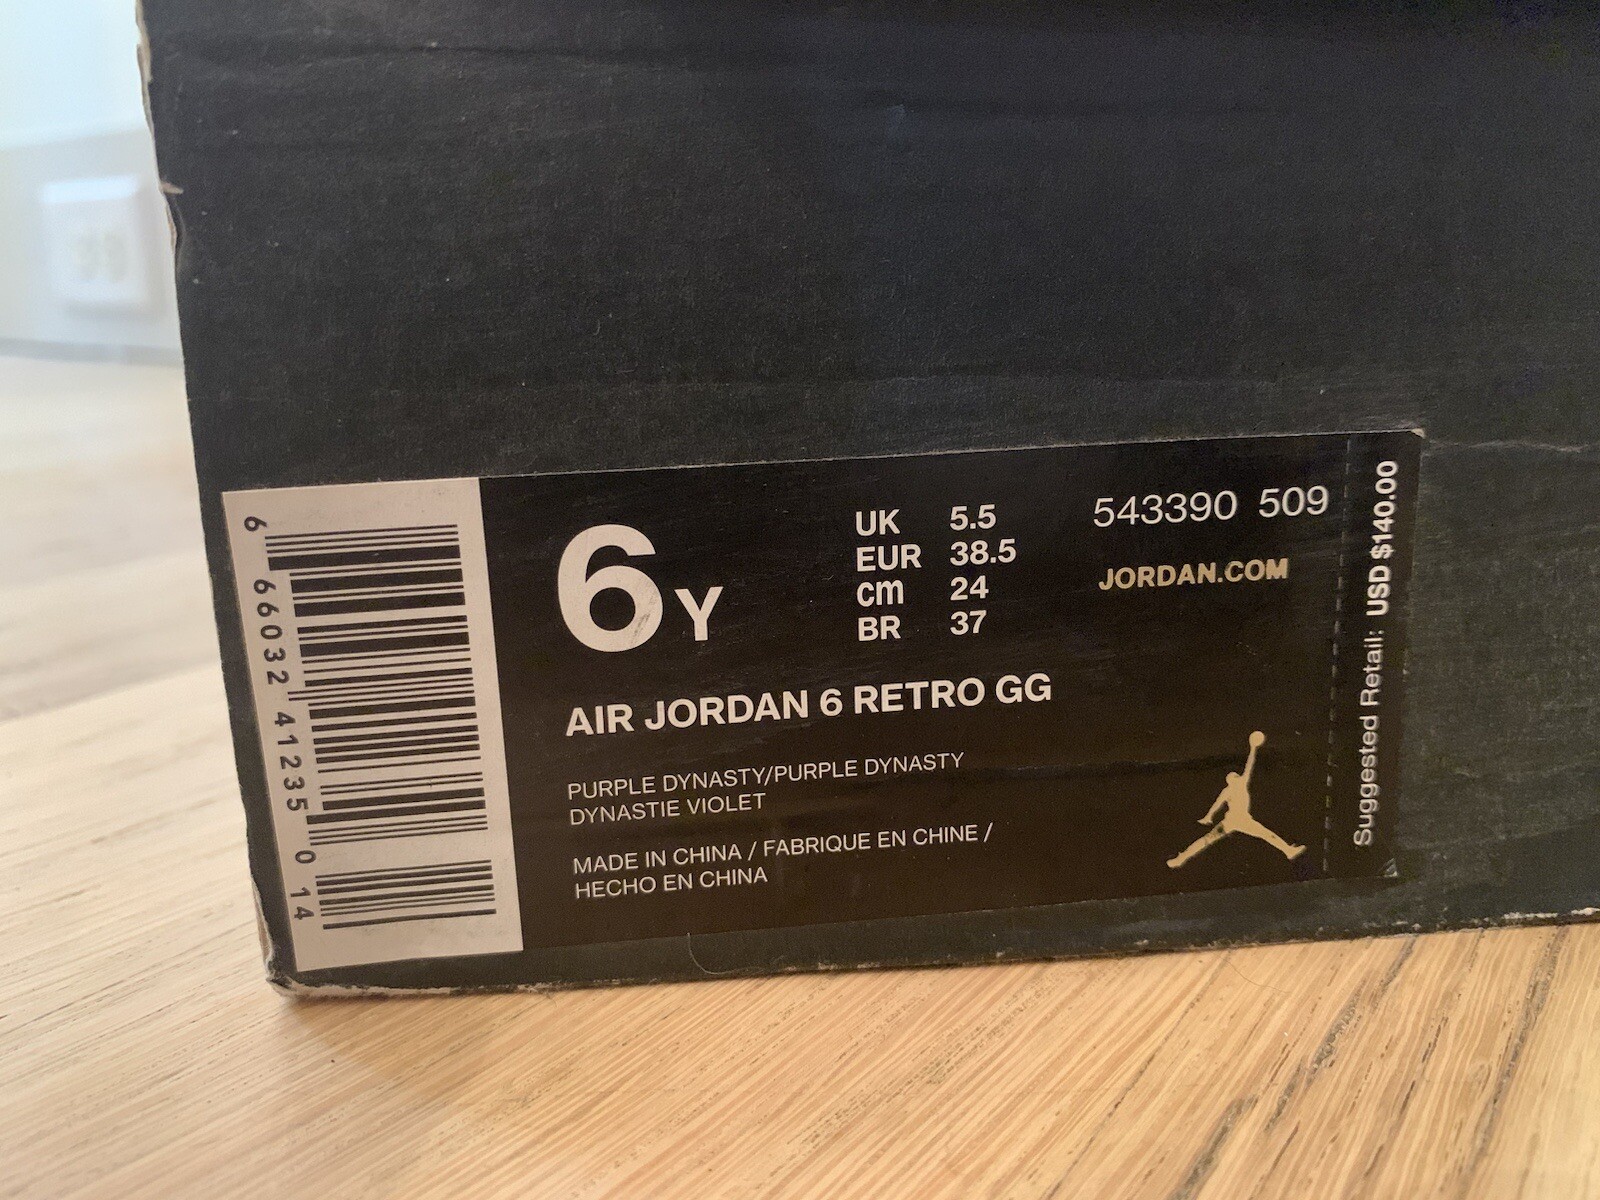 6 66032 41235 0 14
6Y
UK 5.5
EUR 38.5
cm 24
BR 37
543390 509
JORDAN.COM
AIR JORDAN 6 RETRO GG
PURPLE DYNASTY/PURPLE DYNASTY
DYNASTIE VIOLET
MADE IN CHINA / FABRIQUE EN CHINE /
HECHO EN CHINA
Suggested Retail: USD $140.00